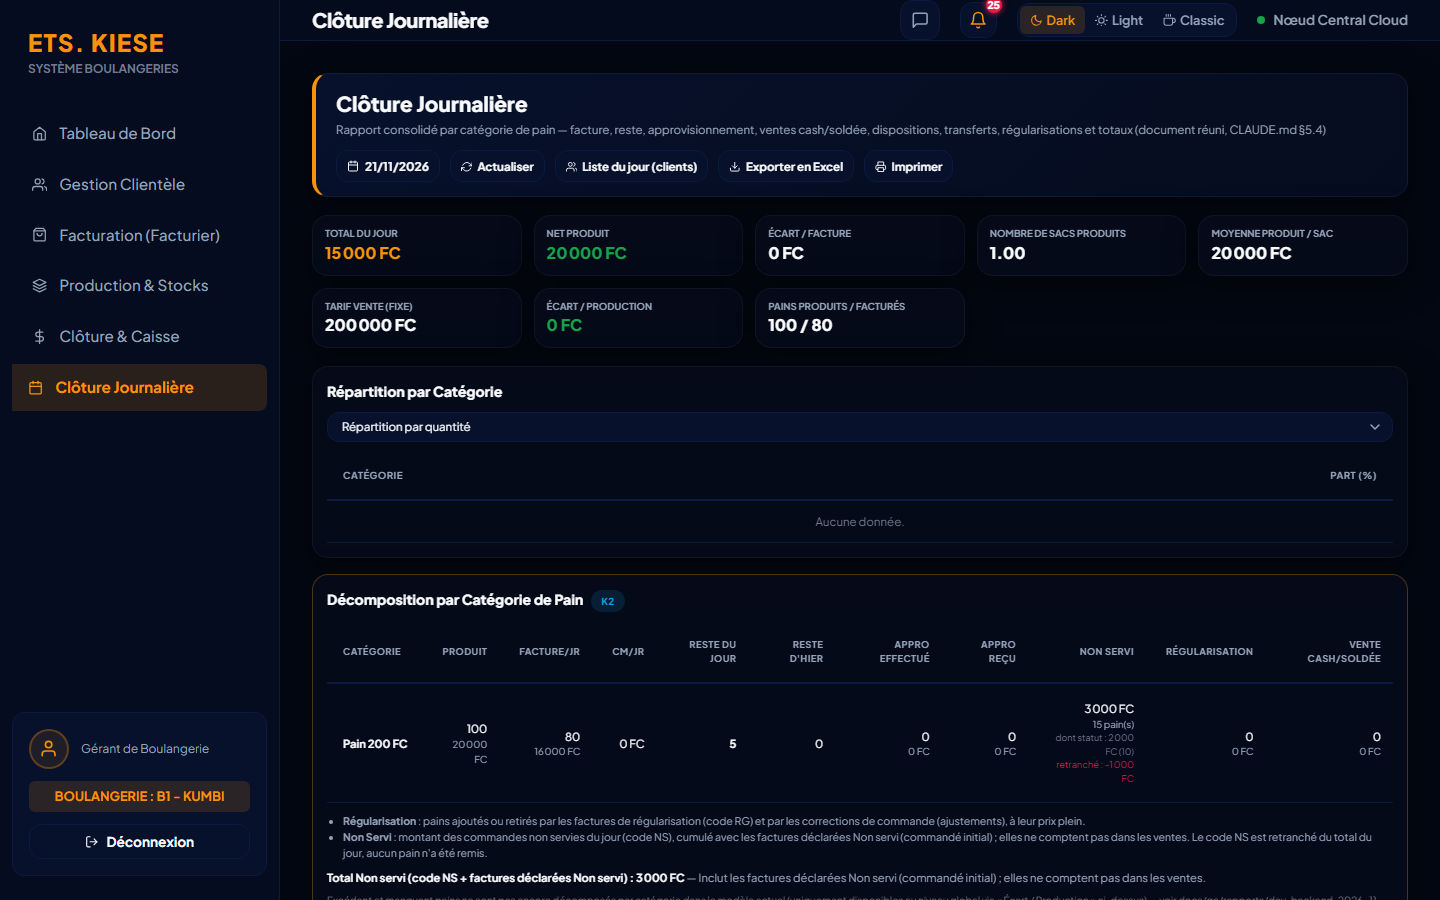 ETS. KIESE
SYSTÈME BOULANGERIES
Tableau de Bord
Gestion Clientèle
Facturation (Facturier)
Production & Stocks
Clôture & Caisse
Clôture Journalière
Gérant de Boulangerie
BOULANGERIE : B1 - KUMBI
Déconnexion
Clôture Journalière
25
Dark
Light
Classic
Nœud Central Cloud
Clôture Journalière
Rapport consolidé par catégorie de pain — facture, reste, approvisionnement, ventes cash/soldée, dispositions, transferts, régularisations et totaux (document réuni, CLAUDE.md §5.4)
21/11/2026
Actualiser
Liste du jour (clients)
Exporter en Excel
Imprimer
TOTAL DU JOUR
15 000 FC
NET PRODUIT
20 000 FC
ÉCART / FACTURE
0 FC
NOMBRE DE SACS PRODUITS
1.00
MOYENNE PRODUIT / SAC
20 000 FC
TARIF VENTE (FIXE)
200 000 FC
ÉCART / PRODUCTION
0 FC
PAINS PRODUITS / FACTURÉS
100 / 80
Répartition par Catégorie
Répartition par quantité
CATÉGORIE PART (%)
Aucune donnée.
Décomposition par Catégorie de Pain K2
CATÉGORIE
PRODUIT
FACTURE/JR
CM/JR
RESTE DU
JOUR
RESTE
D'HIER
APPRO
EFFECTUÉ
APPRO
REÇU
NON SERVI
RÉGULARISATION
VENTE
CASH/SOLDÉE
Pain 200 FC
100
20 000
FC
80
16 000 FC
0 FC
5
0
0
0 FC
0
0 FC
3 000 FC
15 pain(s)
dont statut : 2 000
FC (10)
retranché : -1 000
FC
0
0 FC
0
0 FC
Régularisation : pains ajoutés ou retirés par les factures de régularisation (code RG) et par les corrections de commande (ajustements), à leur prix plein.
Non Servi : montant des commandes non servies du jour (code NS), cumulé avec les factures déclarées Non servi (commandé initial) ; elles ne comptent pas dans les ventes. Le code NS est retranché du total du
jour, aucun pain n'a été remis.
Total Non servi (code NS + factures déclarées Non servi) : 3 000 FC — Inclut les factures déclarées Non servi (commandé initial) ; elles ne comptent pas dans les ventes.